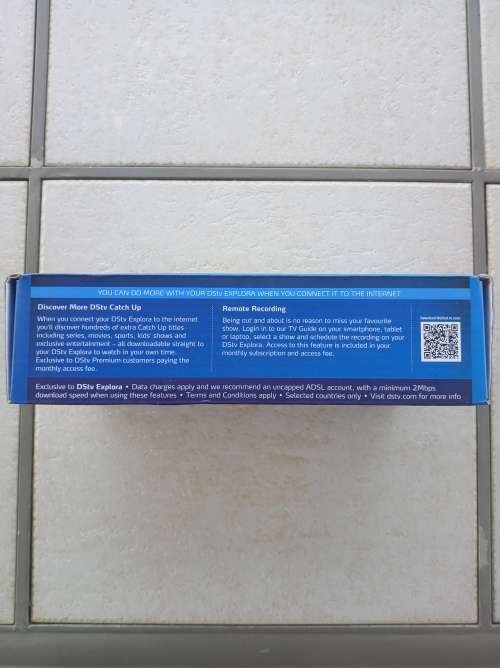 YOU CAN DO MORE WITH YOUR DStv EXPLORA WHEN YOU CONNECT IT TO THE INTERNET
Discover More DStv Catch Up
When you connect your DStv Explora to the internet
you'll discover hundreds of extra Catch Up titles -
including series, movies, sports, kids' shows and
exclusive entertainment – all downloadable straight to
your DStv Explora to watch in your own time.
Exclusive to DStv Premium customers paying the
monthly access fee.
Remote Recording
Being out and about is no reason to miss your favourite
show. Login in to our TV Guide on your smartphone, tablet
or laptop, select a show and schedule the recording on your
DStv Explora. Access to this feature is included in your
monthly subscription and access fee.
Exclusive to DStv Explora • Data charges apply and we recommend an uncapped ADSL account, with a minimum 2Mbps
download speed when using these features • Terms and Conditions apply • Selected countries only • Visit dstv.com for more info